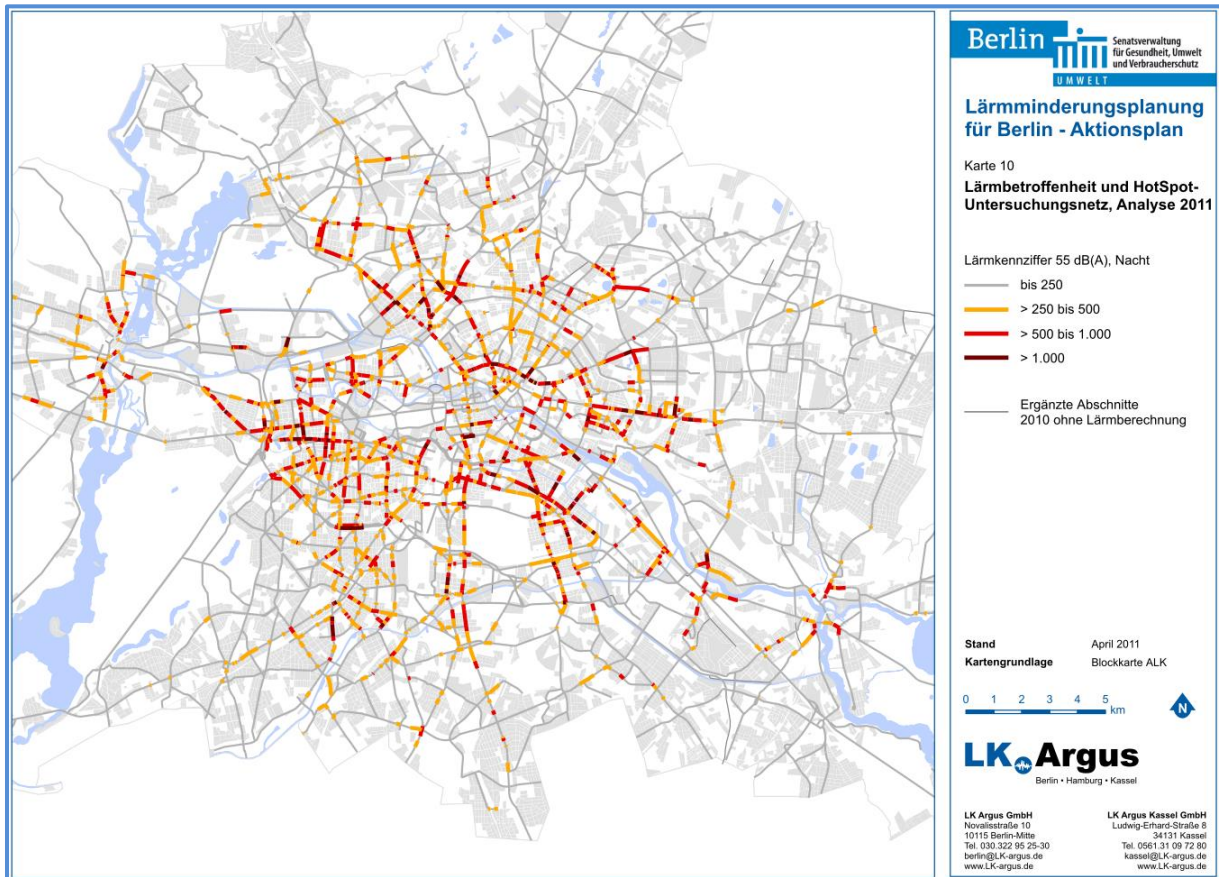 Berlin
Senatsverwaltung
für Gesundheit, Umwelt
und Verbraucherschutz
UMWELT
Lärmminderungsplanung
für Berlin - Aktionsplan
Karte 10
Lärmbetroffenheit und HotSpot-
Untersuchungsnetz, Analyse 2011
Lärmkennziffer 55 dB(A), Nacht
bis 250
> 250 bis 500
> 500 bis 1.000
> 1.000
Ergänzte Abschnitte
2010 ohne Lärmberechnung
Stand April 2011
Kartengrundlage Blockkarte ALK
0 1 2 3 4 5 km
N
LK Argus
Berlin • Hamburg • Kassel
LK Argus GmbH
Novalisstraße 10
10115 Berlin-Mitte
Tel. 030.322 95 25-30
berlin@LK-argus.de
www.LK-argus.de
LK Argus Kassel GmbH
Ludwig-Erhard-Straße 8
34131 Kassel
Tel. 0561.31 09 72 80
kassel@LK-argus.de
www.LK-argus.de